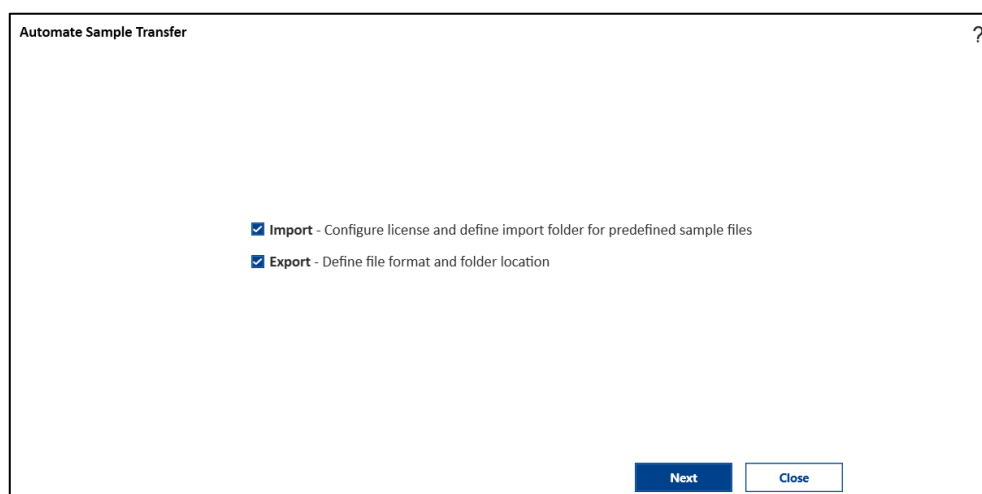 Automate Sample Transfer
?
Import - Configure license and define import folder for predefined sample files
Export - Define file format and folder location
Next
Close